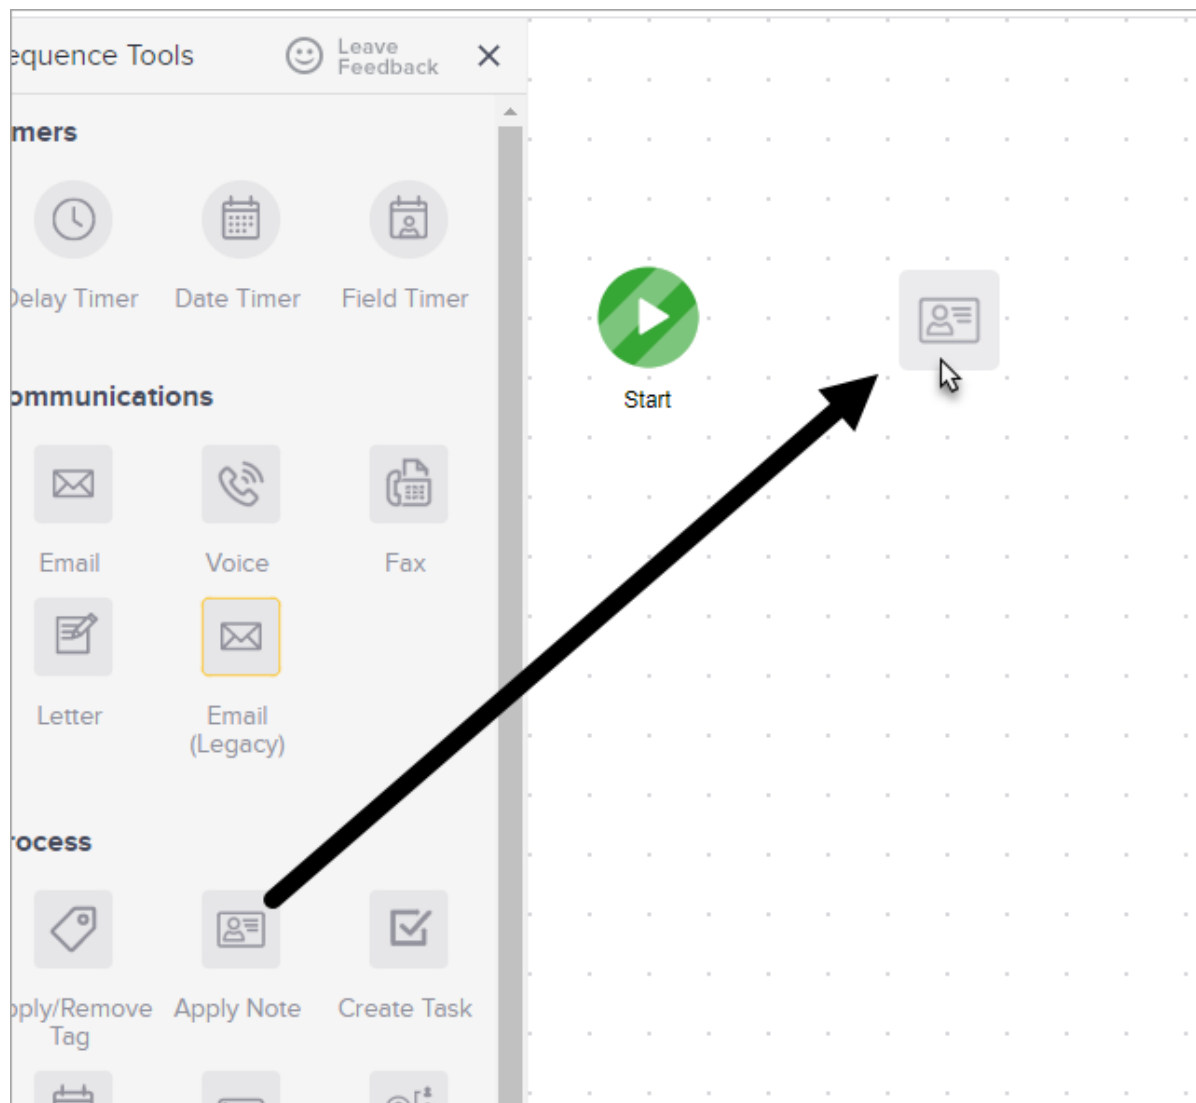 equence Tools
Leave
Feedback
mers
Delay Timer
Date Timer
Field Timer
ommunications
Email
Voice
Fax
Letter
Email
(Legacy)
rocess
pply/Remove
Tag
Apply Note
Create Task
Start